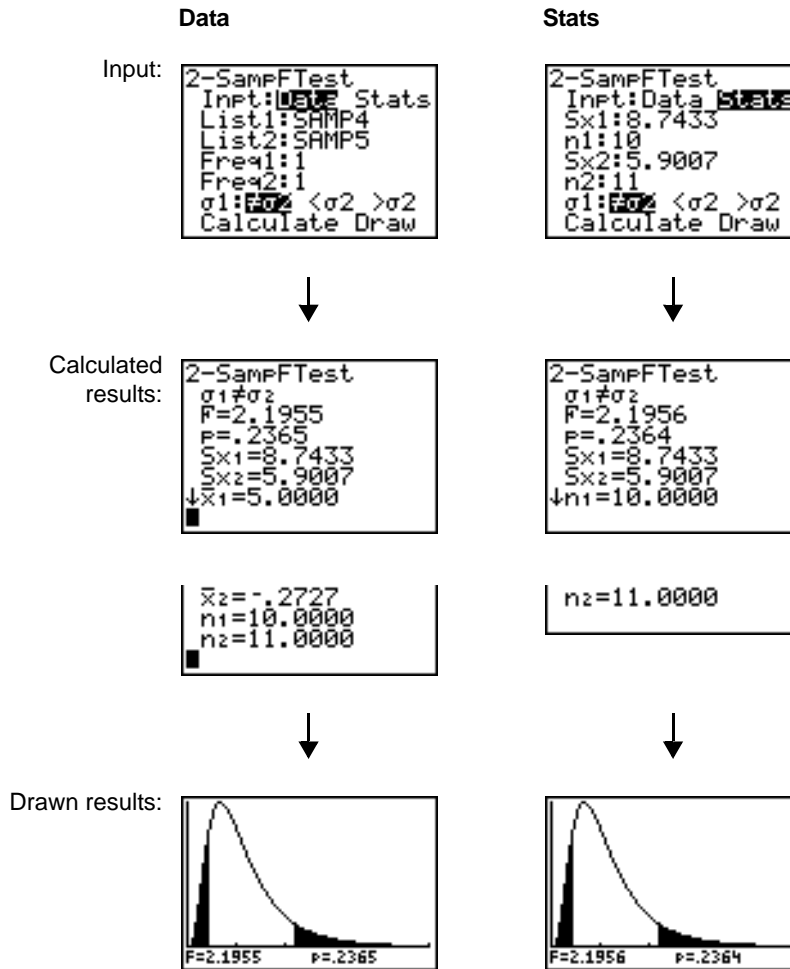 Data Stats
Input:
2-SampFTest
Inpt:Data Stats
List1:SAMP4
List2:SAMP5
Freq1:1
Freq2:1
σ1:≠σ2 <σ2 >σ2
Calculate Draw
2-SampFTest
Inpt:Data Stats
Sx1:8.7433
n1:10
Sx2:5.9007
n2:11
σ1:≠σ2 <σ2 >σ2
Calculate Draw
Calculated
results:
2-SampFTest
σ1≠σ2
F=2.1955
p=.2365
Sx1=8.7433
Sx2=5.9007
↓x̄1=5.0000
x̄2=-.2727
n1=10.0000
n2=11.0000
2-SampFTest
σ1≠σ2
F=2.1956
p=.2364
Sx1=8.7433
Sx2=5.9007
↓n1=10.0000
n2=11.0000
Drawn results:
F=2.1955 p=.2365
F=2.1956 p=.2364